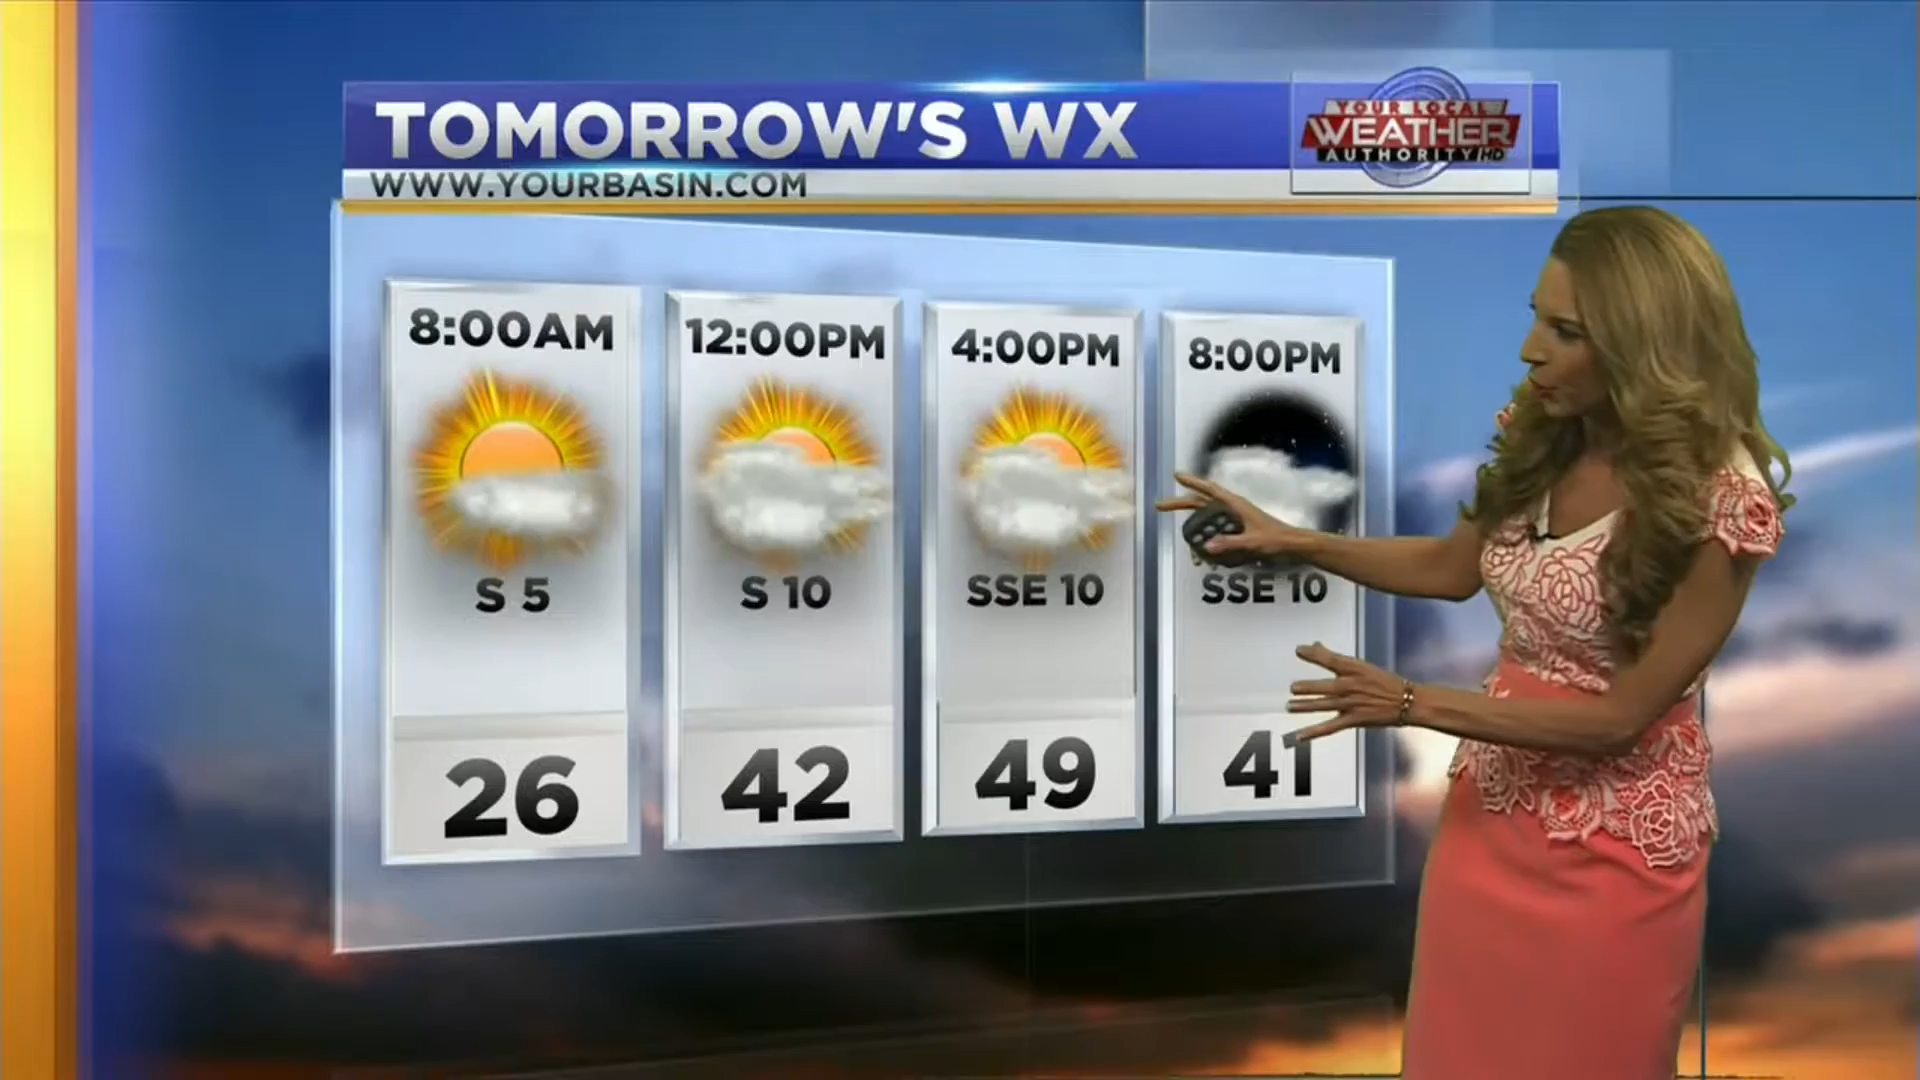 TOMORROW'S WX
WWW.YOURBASIN.COM
YOUR LOCAL
WEATHER
AUTHORITY HD
8:00AM
12:00PM
4:00PM
8:00PM
S 5
S 10
SSE 10
SSE 10
26
42
49
41